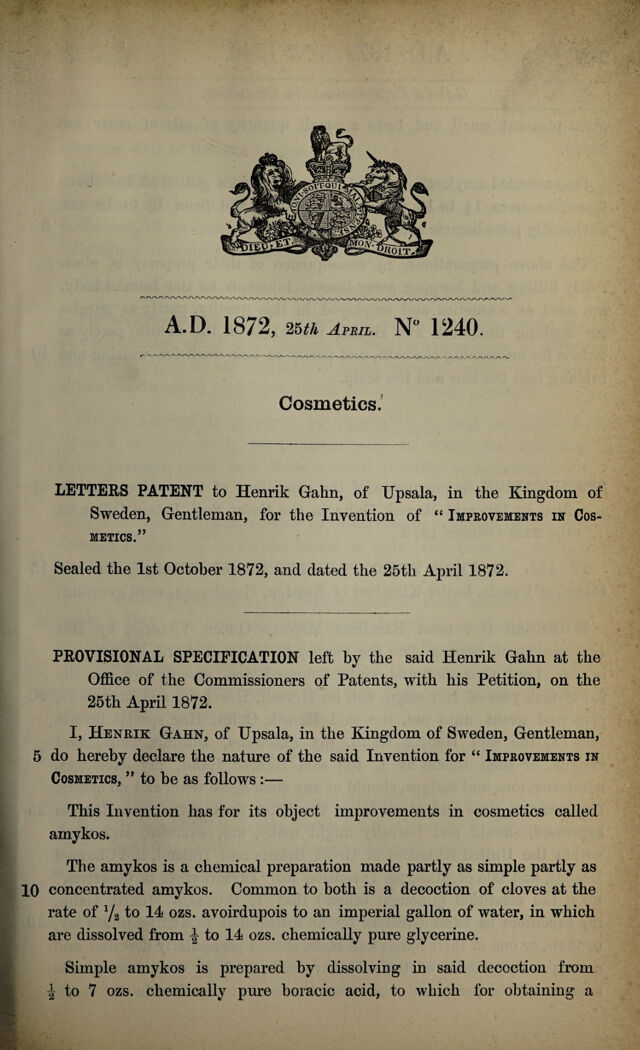 HONI SOIT QUI MAL
DIEU ET MON DROIT.
A.D. 1872, 25th APRIL. Nº 1240.
Cosmetics.
LETTERS PATENT to Henrik Gahn, of Upsala, in the Kingdom of
Sweden, Gentleman, for the Invention of “ IMPROVEMENTS IN COS-
METICS.”
Sealed the 1st October 1872, and dated the 25th April 1872.
PROVISIONAL SPECIFICATION left by the said Henrik Gahn at the
Office of the Commissioners of Patents, with his Petition, on the
25th April 1872.
I, HENRIK GAHN, of Upsala, in the Kingdom of Sweden, Gentleman,
5 do hereby declare the nature of the said Invention for “ IMPROVEMENTS IN
COSMETICS, ” to be as follows :—
This Invention has for its object improvements in cosmetics called
amykos.
The amykos is a chemical preparation made partly as simple partly as
10 concentrated amykos. Common to both is a decoction of cloves at the
rate of 1/2 to 14 ozs. avoirdupois to an imperial gallon of water, in which
are dissolved from ½ to 14 ozs. chemically pure glycerine.
Simple amykos is prepared by dissolving in said decoction from
½ to 7 ozs. chemically pure boracic acid, to which for obtaining a